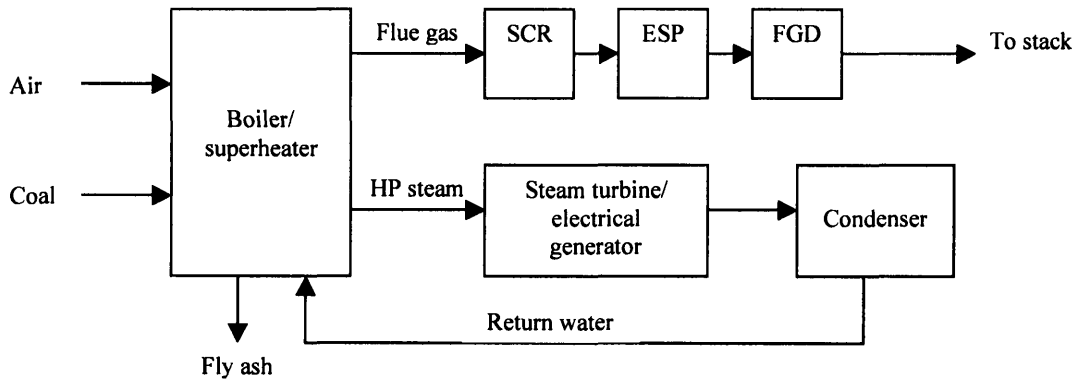 Air
Coal
Boiler/
superheater
Flue gas
SCR
ESP
FGD
To stack
HP steam
Steam turbine/
electrical
generator
Condenser
Return water
Fly ash